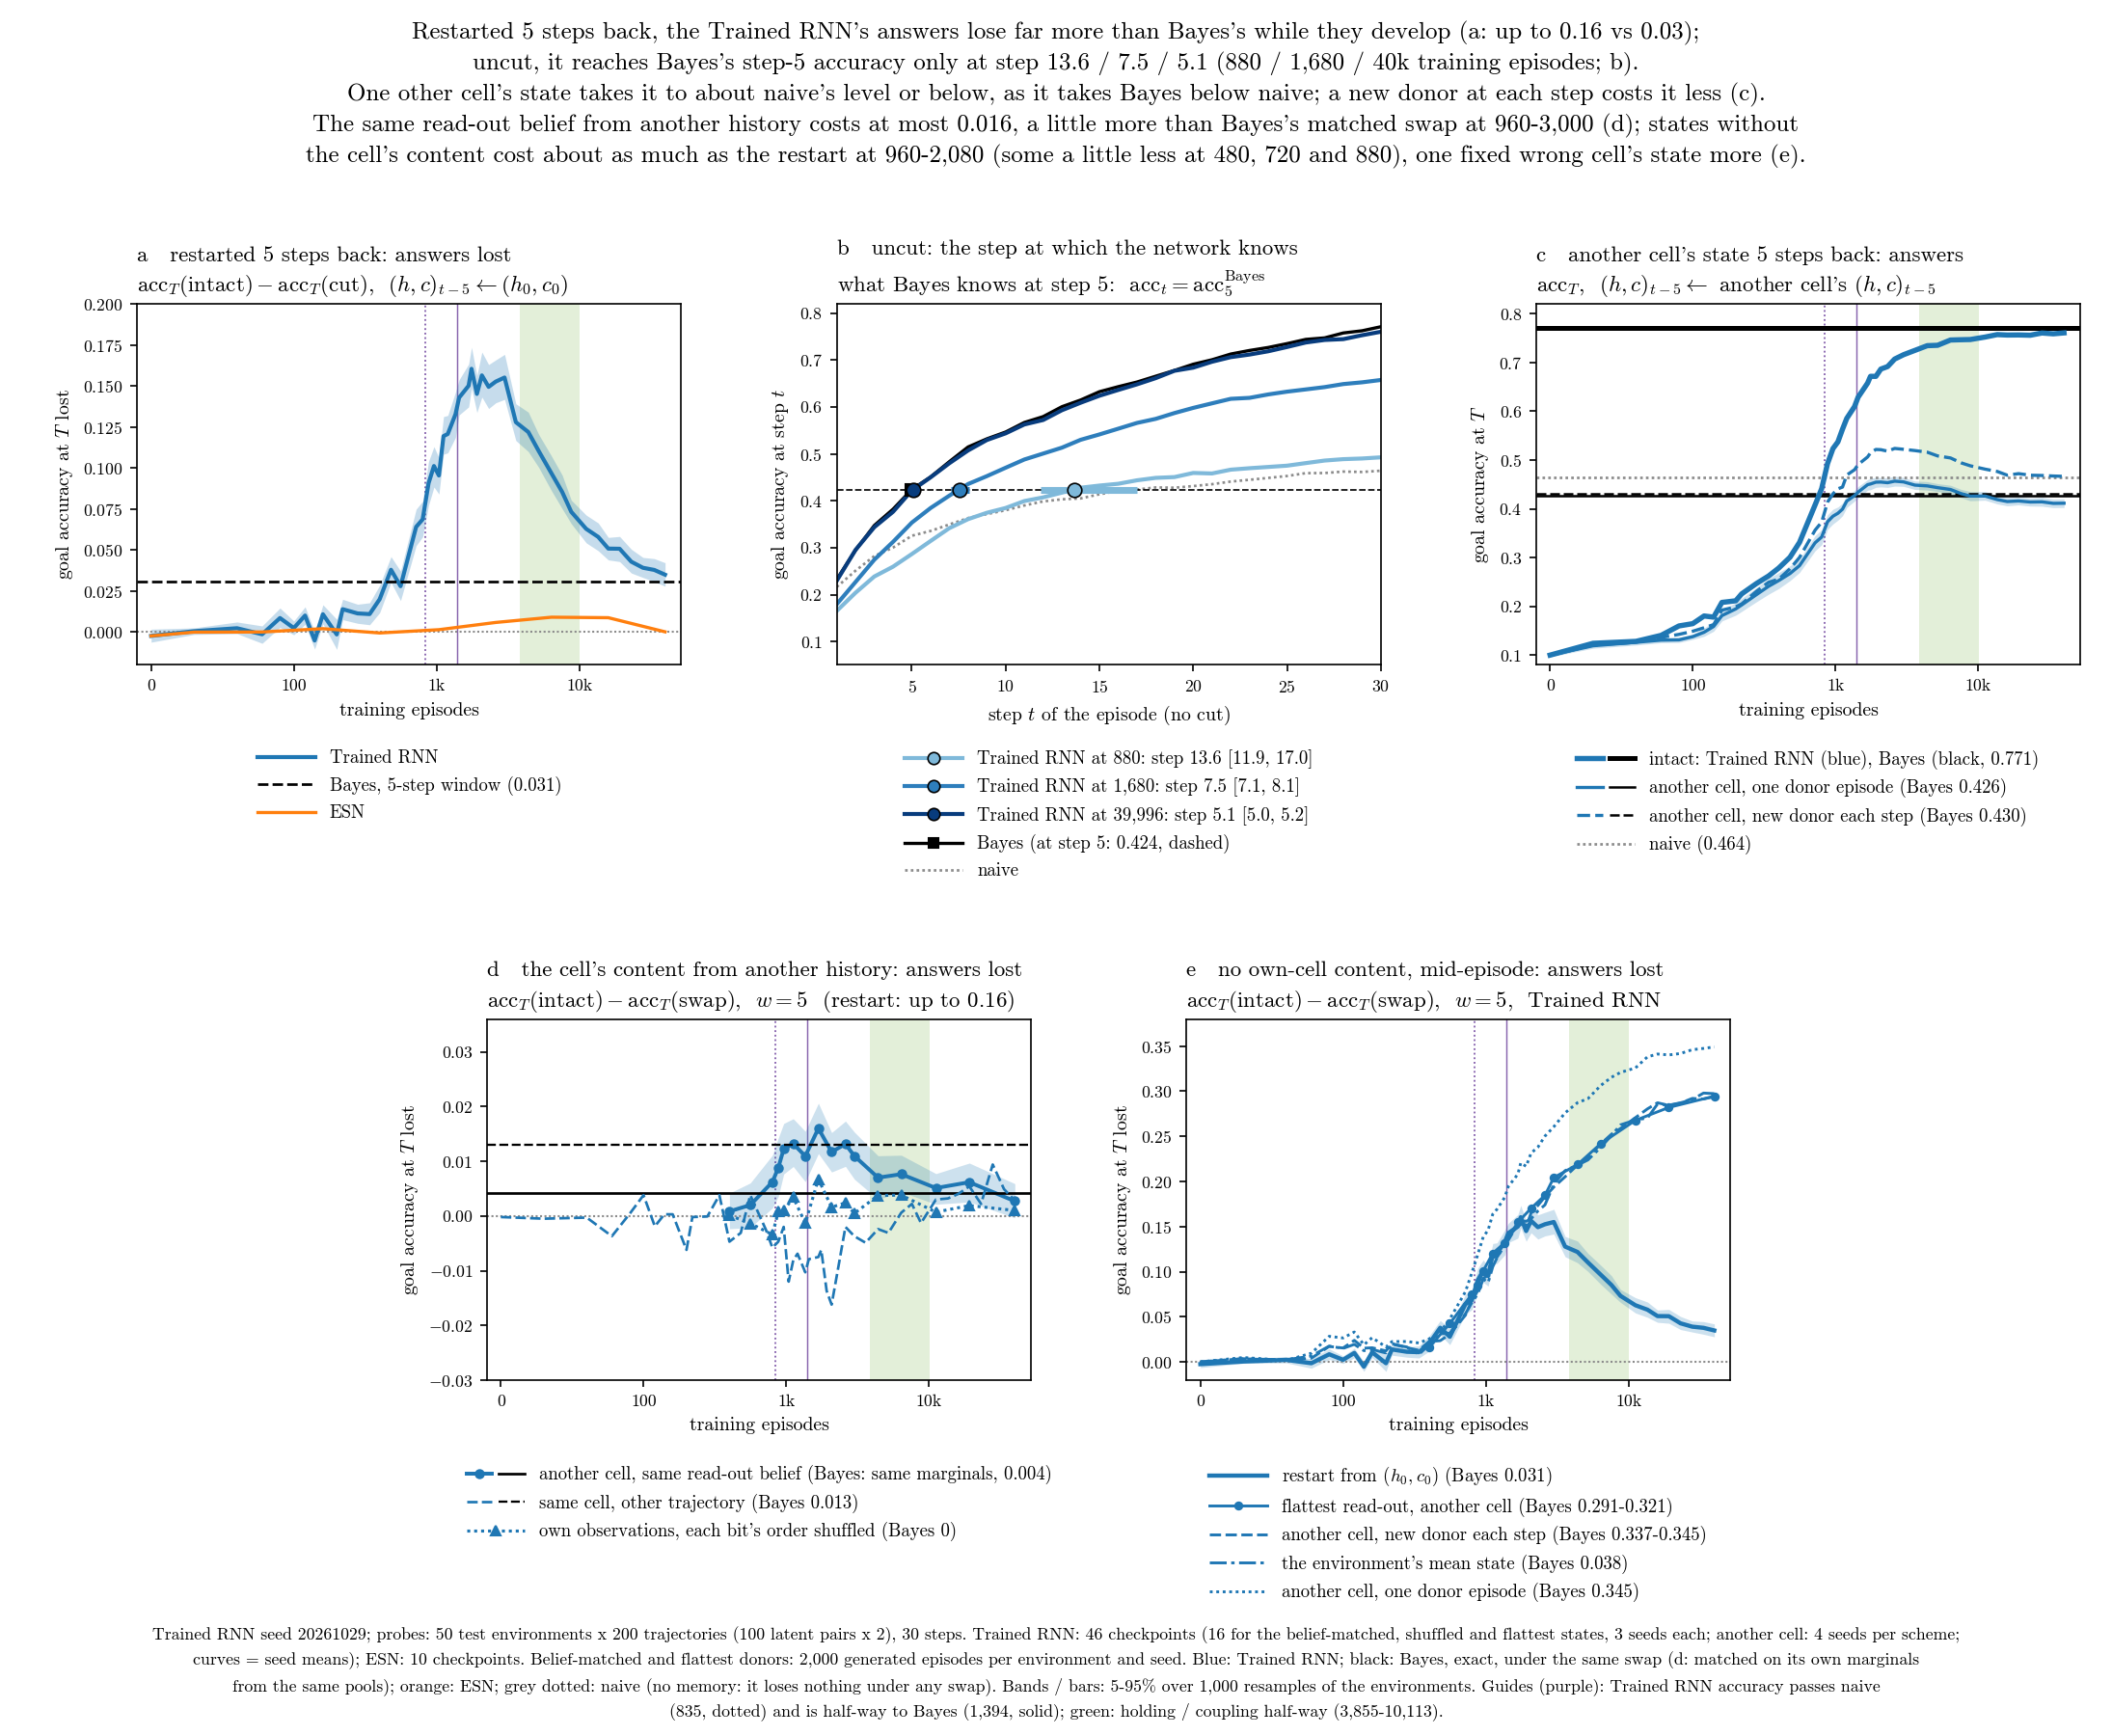 Restarted 5 steps back, the Trained RNN's answers lose far more than Bayes's while they develop (a: up to 0.16 vs 0.03);
uncut, it reaches Bayes's step-5 accuracy only at step 13.6 / 7.5 / 5.1 (880 / 1,680 / 40k training episodes; b).
One other cell's state takes it to about naive's level or below, as it takes Bayes below naive; a new donor at each step costs it less (c).
The same read-out belief from another history costs at most 0.016, a little more than Bayes's matched swap at 960-3,000 (d); states without
the cell's content cost about as much as the restart at 960-2,080 (some a little less at 480, 720 and 880), one fixed wrong cell's state more (e).
a restarted 5 steps back: answers lost
acc_T(intact) − acc_T(cut), (h, c)_{t−5} ← (h_0, c_0)
0.200
0.175
0.150
0.125
0.100
0.075
0.050
0.025
0.000
goal accuracy at T lost
0 100 1k 10k
training episodes
Trained RNN
Bayes, 5-step window (0.031)
ESN
b uncut: the step at which the network knows
what Bayes knows at step 5: acc_t = acc_5^Bayes
0.8
0.7
0.6
0.5
0.4
0.3
0.2
0.1
goal accuracy at step t
5 10 15 20 25 30
step t of the episode (no cut)
Trained RNN at 880: step 13.6 [11.9, 17.0]
Trained RNN at 1,680: step 7.5 [7.1, 8.1]
Trained RNN at 39,996: step 5.1 [5.0, 5.2]
Bayes (at step 5: 0.424, dashed)
naive
c another cell's state 5 steps back: answers
acc_T, (h, c)_{t−5} ← another cell's (h, c)_{t−5}
0.8
0.7
0.6
0.5
0.4
0.3
0.2
0.1
goal accuracy at T
0 100 1k 10k
training episodes
intact: Trained RNN (blue), Bayes (black, 0.771)
another cell, one donor episode (Bayes 0.426)
another cell, new donor each step (Bayes 0.430)
naive (0.464)
d the cell's content from another history: answers lost
acc_T(intact) − acc_T(swap), w = 5 (restart: up to 0.16)
0.03
0.02
0.01
0.00
−0.01
−0.02
−0.03
goal accuracy at T lost
0 100 1k 10k
training episodes
another cell, same read-out belief (Bayes: same marginals, 0.004)
same cell, other trajectory (Bayes 0.013)
own observations, each bit's order shuffled (Bayes 0)
e no own-cell content, mid-episode: answers lost
acc_T(intact) − acc_T(swap), w = 5, Trained RNN
0.35
0.30
0.25
0.20
0.15
0.10
0.05
0.00
goal accuracy at T lost
0 100 1k 10k
training episodes
restart from (h_0, c_0) (Bayes 0.031)
flattest read-out, another cell (Bayes 0.291-0.321)
another cell, new donor each step (Bayes 0.337-0.345)
the environment's mean state (Bayes 0.038)
another cell, one donor episode (Bayes 0.345)
Trained RNN seed 20261029; probes: 50 test environments x 200 trajectories (100 latent pairs x 2), 30 steps. Trained RNN: 46 checkpoints (16 for the belief-matched, shuffled and flattest states, 3 seeds each; another cell: 4 seeds per scheme;
curves = seed means); ESN: 10 checkpoints. Belief-matched and flattest donors: 2,000 generated episodes per environment and seed. Blue: Trained RNN; black: Bayes, exact, under the same swap (d: matched on its own marginals
from the same pools); orange: ESN; grey dotted: naive (no memory: it loses nothing under any swap). Bands / bars: 5-95% over 1,000 resamples of the environments. Guides (purple): Trained RNN accuracy passes naive
(835, dotted) and is half-way to Bayes (1,394, solid); green: holding / coupling half-way (3,855-10,113).